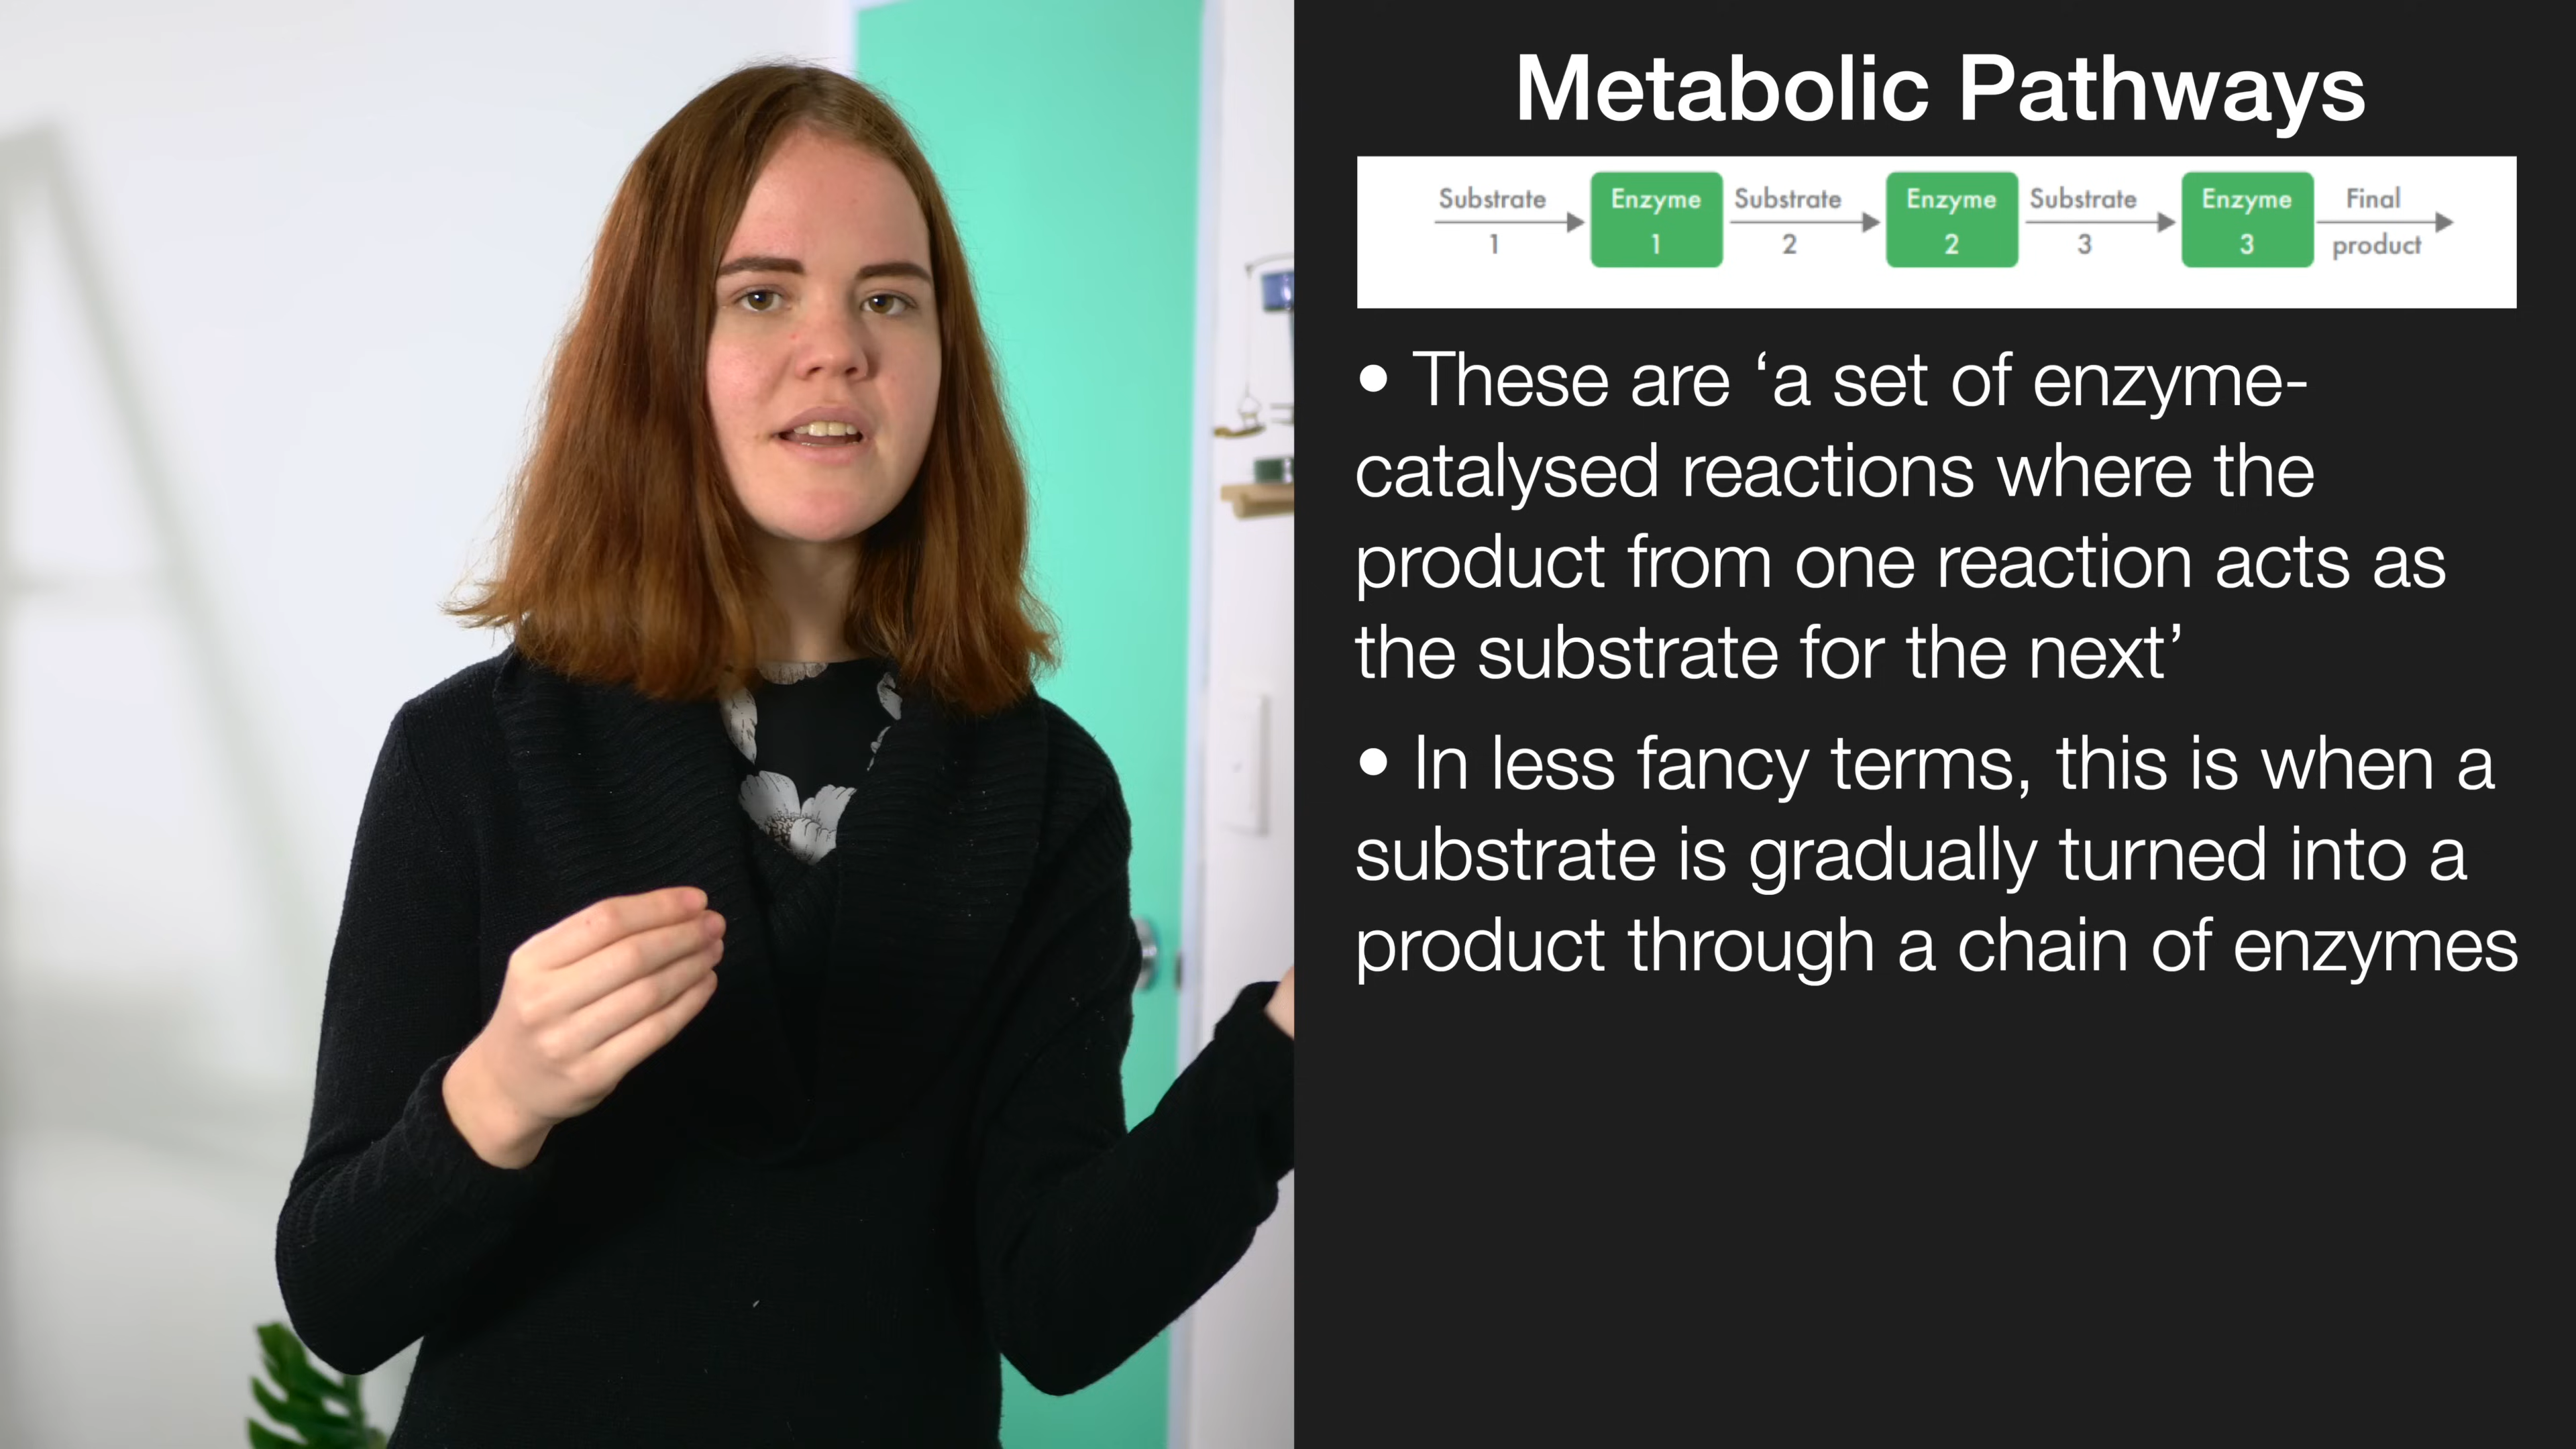 Metabolic Pathways
Substrate Enzyme Substrate Enzyme Substrate Enzyme Final
1 1 2 2 3 3 product
• These are ‘a set of enzyme-
catalysed reactions where the
product from one reaction acts as
the substrate for the next’
• In less fancy terms, this is when a
substrate is gradually turned into a
product through a chain of enzymes